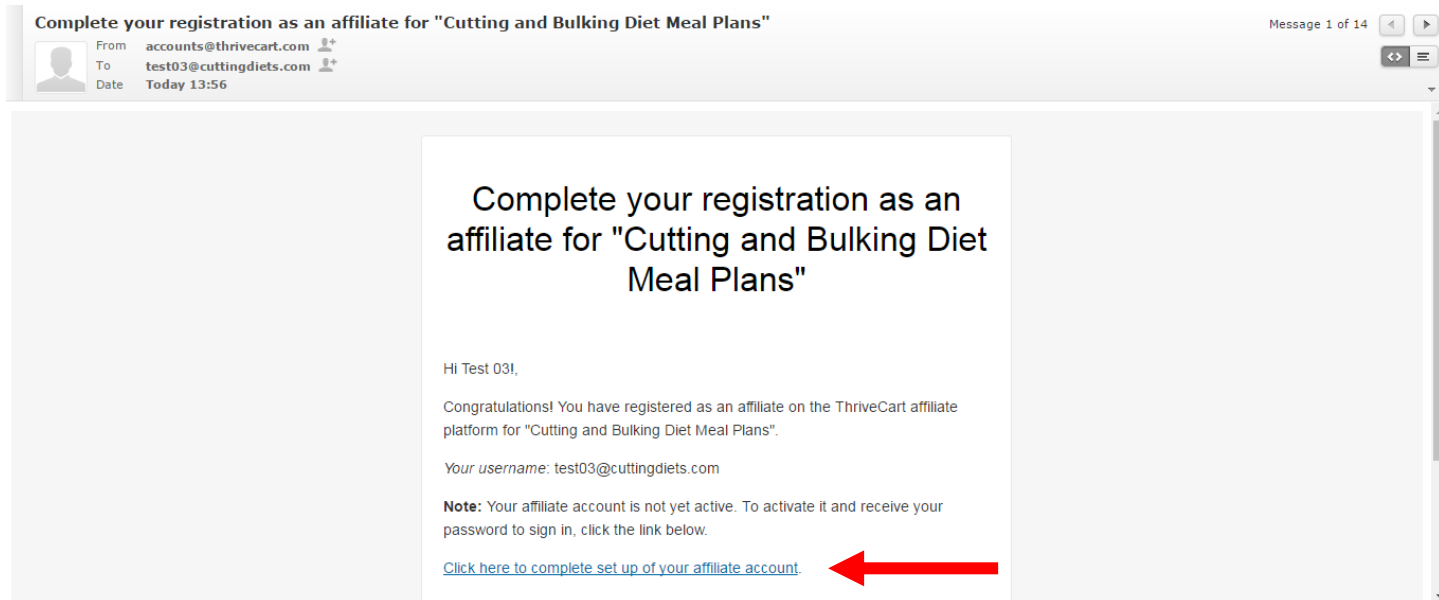 Complete your registration as an affiliate for "Cutting and Bulking Diet Meal Plans"
Message 1 of 14
From accounts@thrivecart.com
To test03@cuttingdiets.com
Date Today 13:56
Complete your registration as an
affiliate for "Cutting and Bulking Diet
Meal Plans"
Hi Test 03!,
Congratulations! You have registered as an affiliate on the ThriveCart affiliate
platform for "Cutting and Bulking Diet Meal Plans".
Your username: test03@cuttingdiets.com
Note: Your affiliate account is not yet active. To activate it and receive your
password to sign in, click the link below.
Click here to complete set up of your affiliate account.